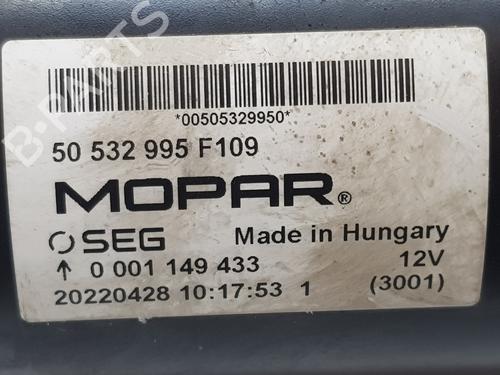 *00505329950*
50 532 995 F109
MOPAR®
SEG Made in Hungary
↑ 0 001 149 433 12V
20220428 10:17:53 1 (3001)
B-PARTS